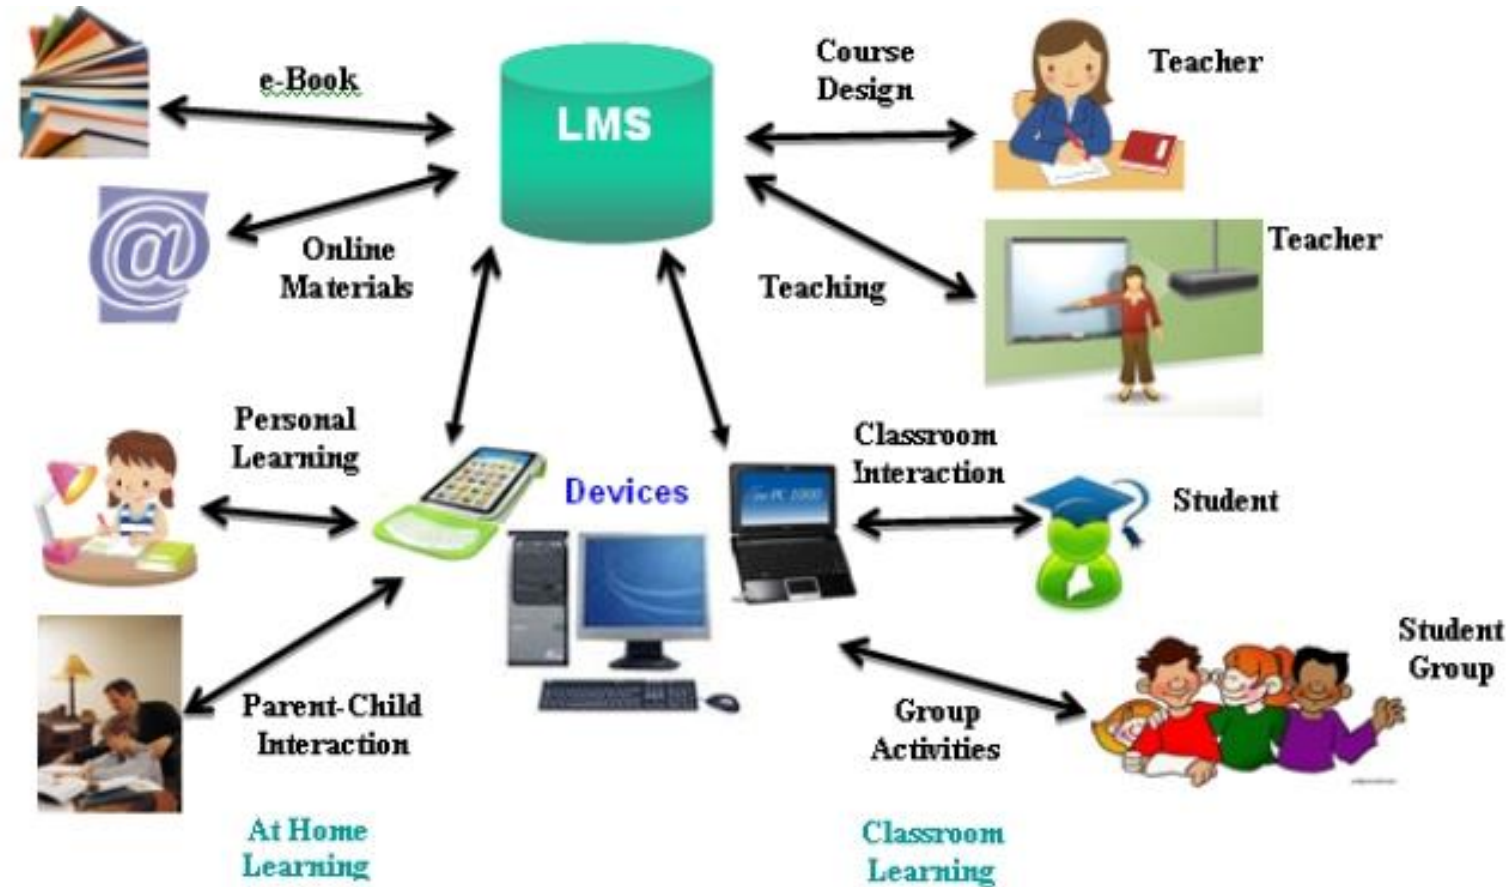 e-Book
LMS
Course
Design
Teacher
Online
Materials
Teaching
Teacher
Personal
Learning
Devices
Classroom
Interaction
Student
Parent-Child
Interaction
Group
Activities
Student
Group
At Home
Learning
Classroom
Learning